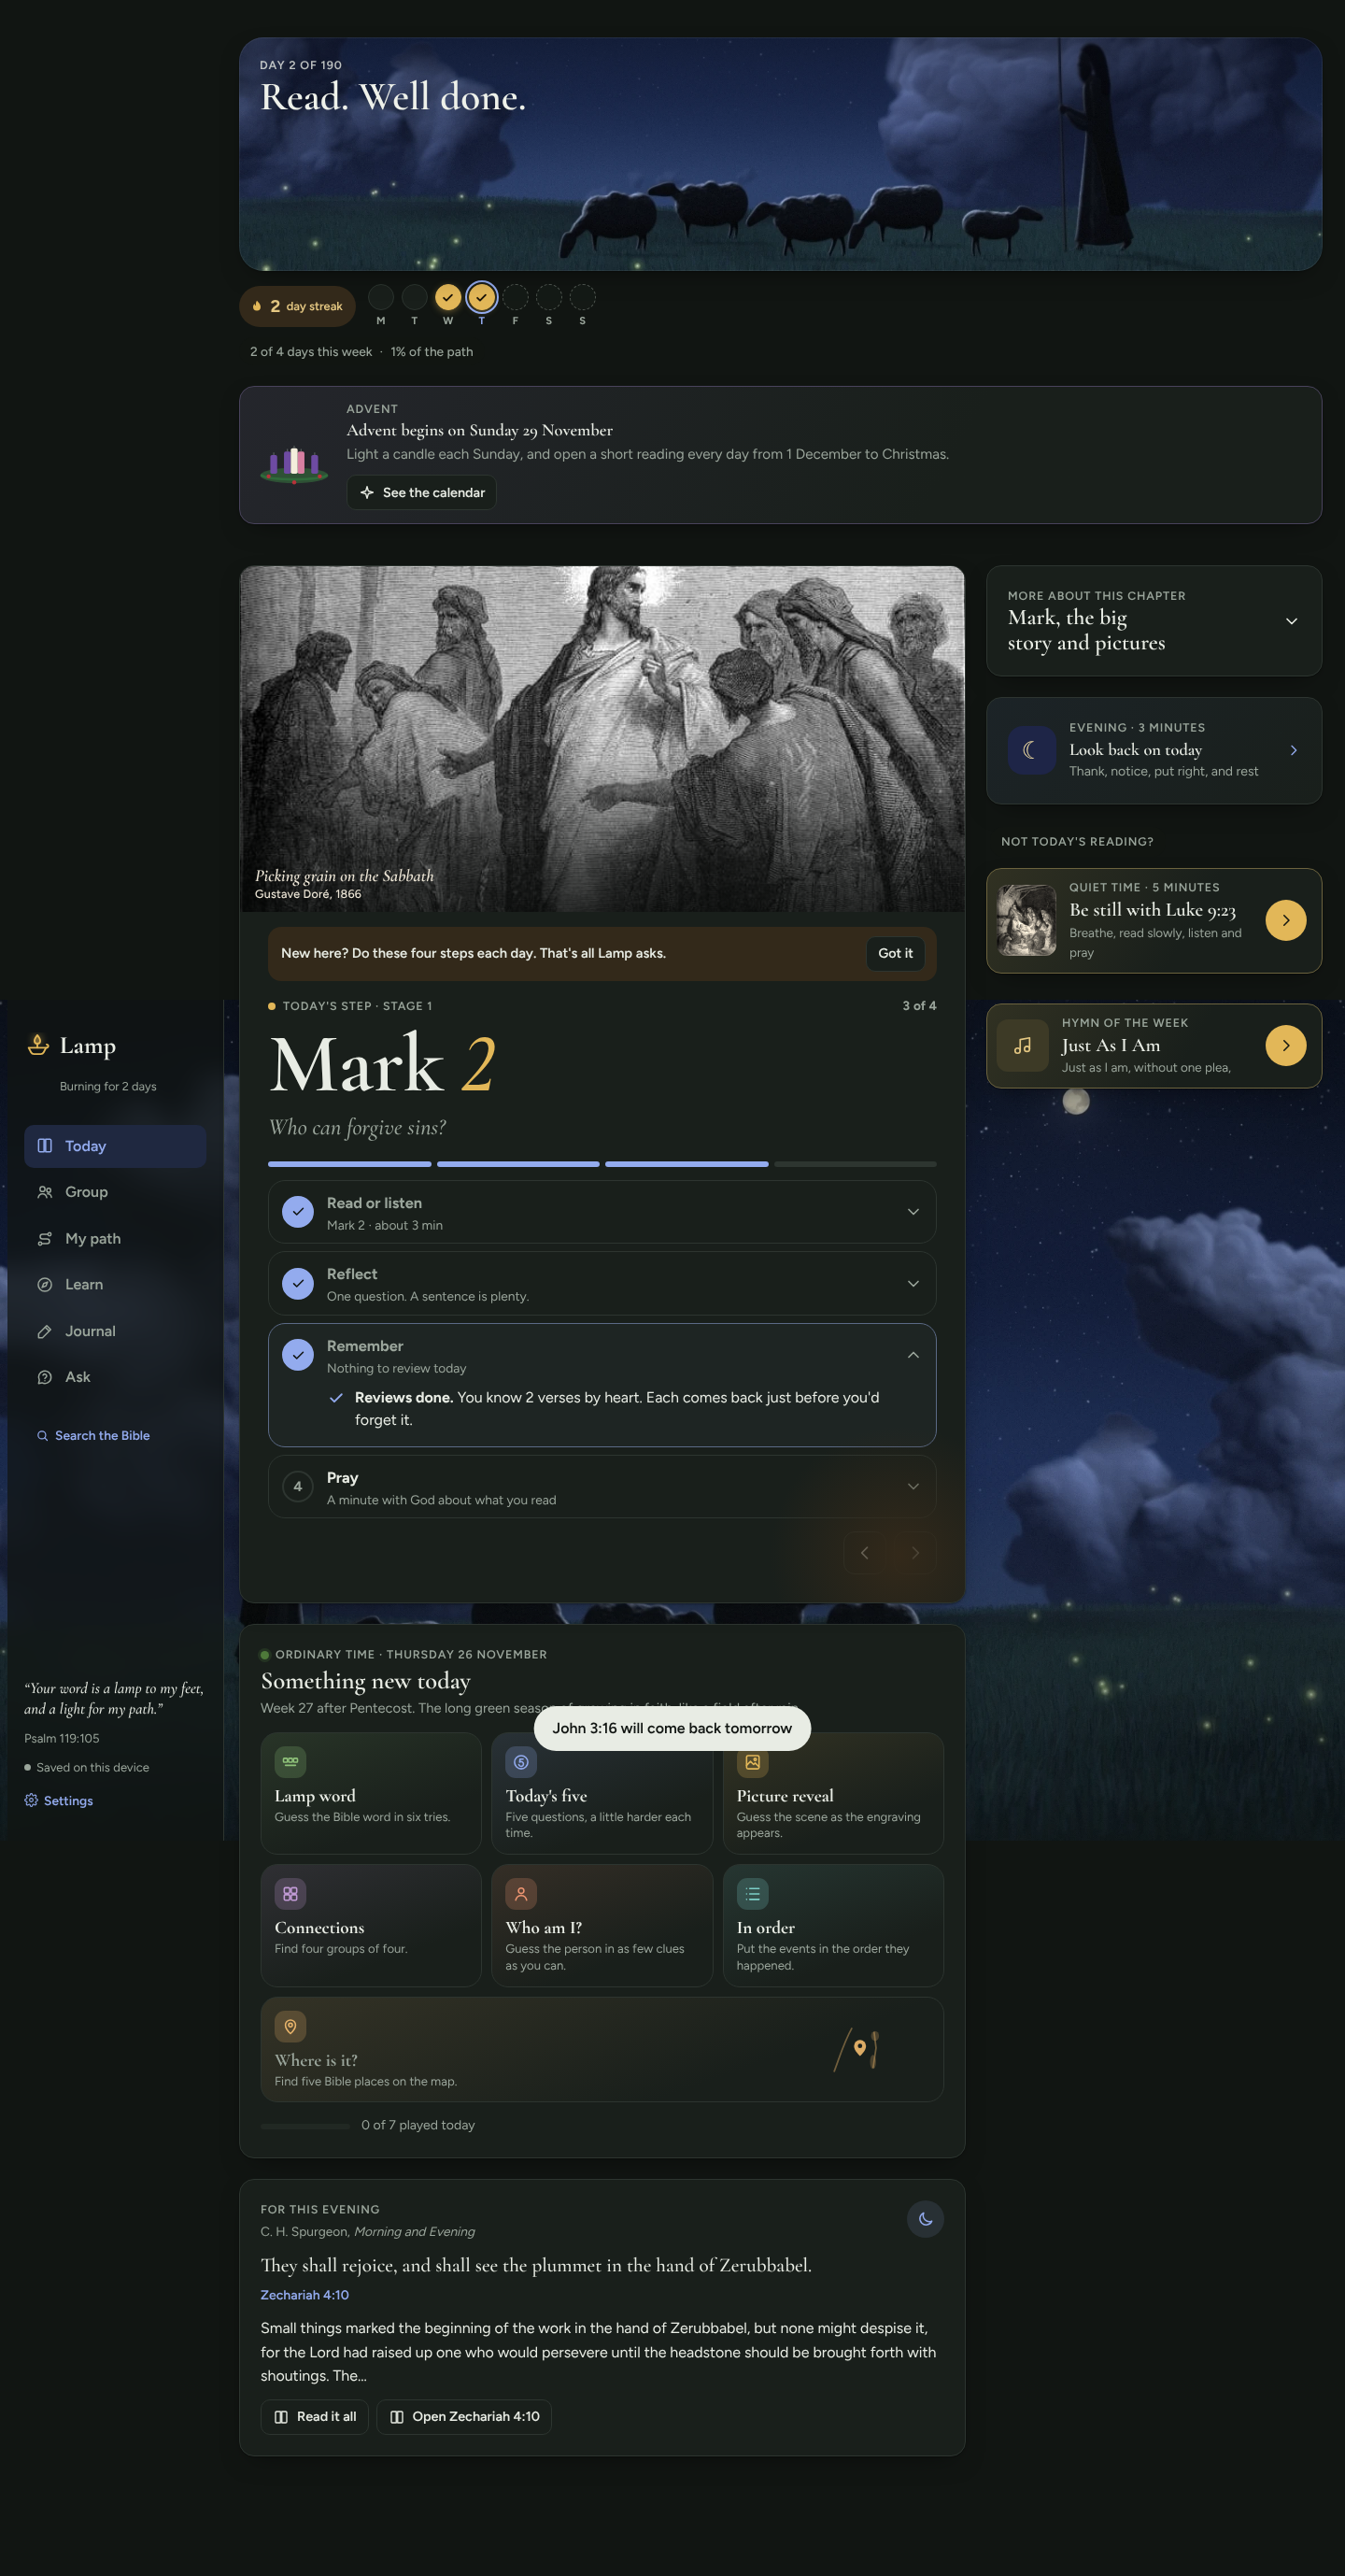 DAY 2 OF 190
Read. Well done.
2 day streak
M T W T F S S
2 of 4 days this week · 1% of the path
ADVENT
Advent begins on Sunday 29 November
Light a candle each Sunday, and open a short reading every day from 1 December to Christmas.
See the calendar
Picking grain on the Sabbath
Gustave Doré, 1866
New here? Do these four steps each day. That's all Lamp asks.
Got it
TODAY'S STEP · STAGE 1
3 of 4
Mark 2
Who can forgive sins?
Read or listen
Mark 2 · about 3 min
Reflect
One question. A sentence is plenty.
Remember
Nothing to review today
Reviews done. You know 2 verses by heart. Each comes back just before you'd
forget it.
4
Pray
A minute with God about what you read
MORE ABOUT THIS CHAPTER
Mark, the big
story and pictures
EVENING · 3 MINUTES
Look back on today
Thank, notice, put right, and rest
NOT TODAY'S READING?
QUIET TIME · 5 MINUTES
Be still with Luke 9:23
Breathe, read slowly, listen and
pray
HYMN OF THE WEEK
Just As I Am
Just as I am, without one plea,
Lamp
Burning for 2 days
Today
Group
My path
Learn
Journal
Ask
Search the Bible
“Your word is a lamp to my feet,
and a light for my path.”
Psalm 119:105
Saved on this device
Settings
ORDINARY TIME · THURSDAY 26 NOVEMBER
Something new today
Week 27 after Pentecost. The long green
John 3:16 will come back tomorrow
Lamp word
Guess the Bible word in six tries.
5
Today's five
Five questions, a little harder each
time.
Picture reveal
Guess the scene as the engraving
appears.
Connections
Find four groups of four.
Who am I?
Guess the person in as few clues
as you can.
In order
Put the events in the order they
happened.
Where is it?
Find five Bible places on the map.
0 of 7 played today
FOR THIS EVENING
C. H. Spurgeon, Morning and Evening
They shall rejoice, and shall see the plummet in the hand of Zerubbabel.
Zechariah 4:10
Small things marked the beginning of the work in the hand of Zerubbabel, but none might despise it,
for the Lord had raised up one who would persevere until the headstone should be brought forth with
shoutings. The…
Read it all
Open Zechariah 4:10